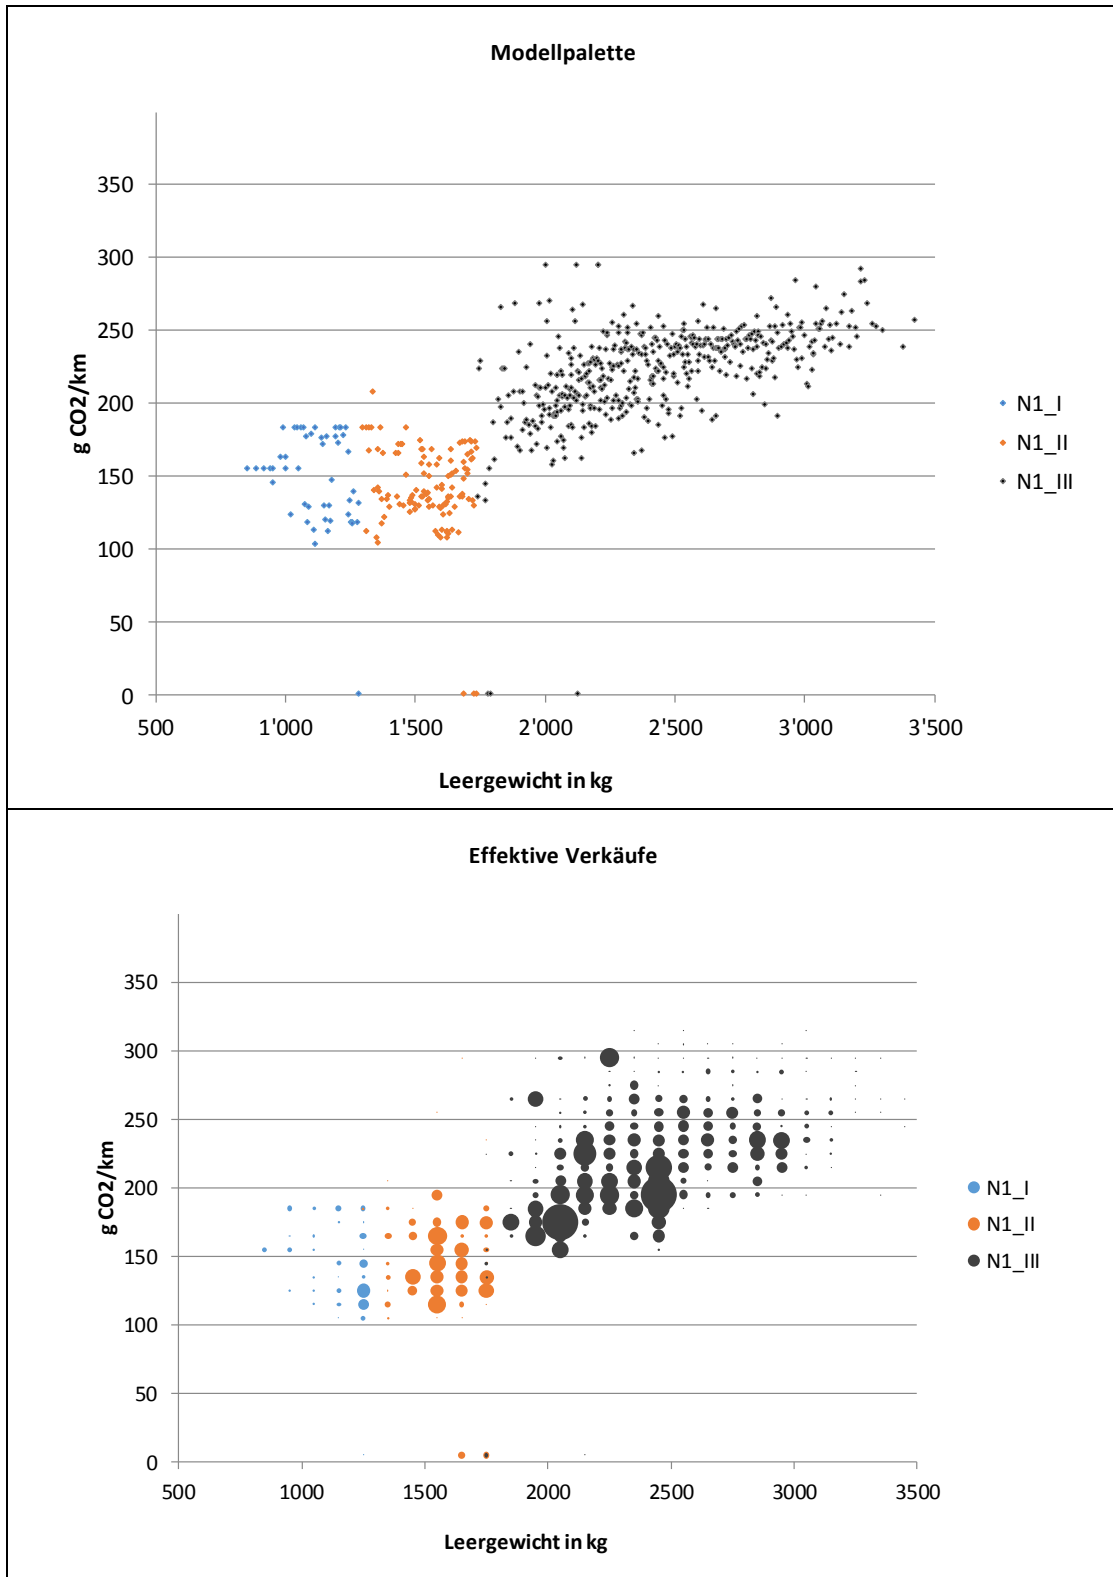 Modellpalette
350
300
250
200
150
100
50
0
g CO2/km
500
1'000
1'500
2'000
2'500
3'000
3'500
Leergewicht in kg
N1_I
N1_II
N1_III
Effektive Verkäufe
350
300
250
200
150
100
50
0
g CO2/km
500
1000
1500
2000
2500
3000
3500
Leergewicht in kg
N1_I
N1_II
N1_III